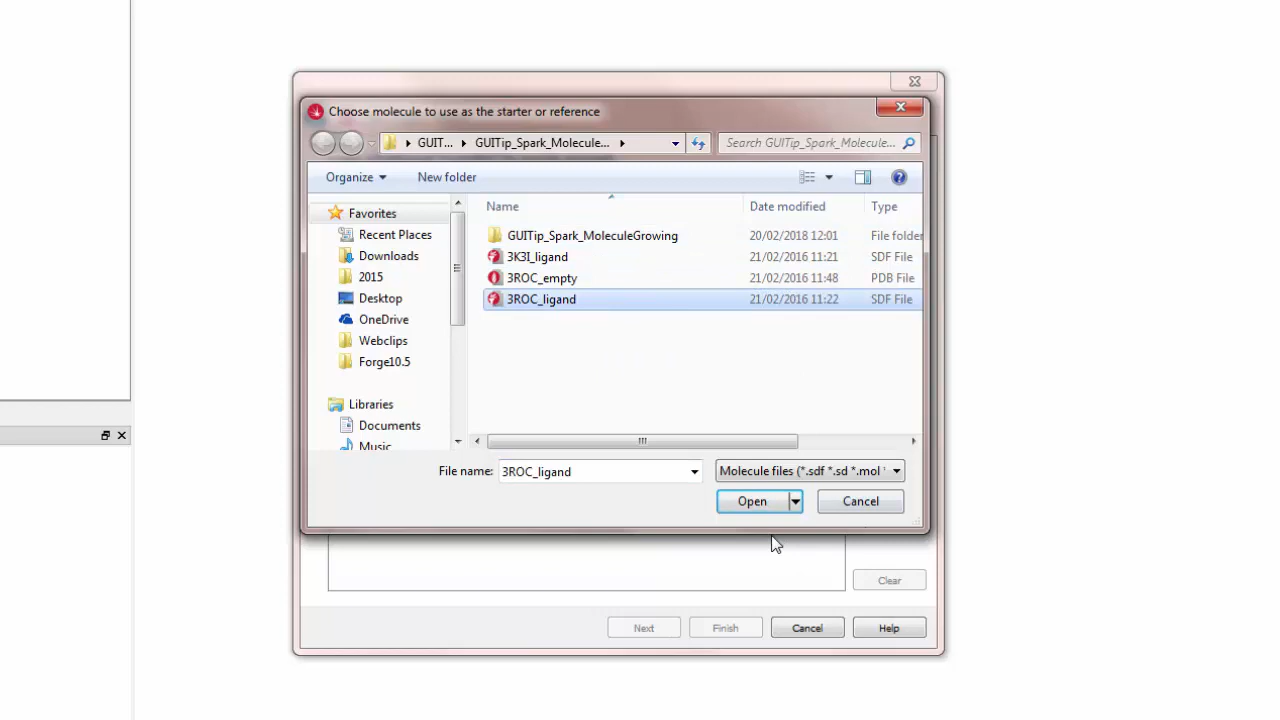 Choose molecule to use as the starter or reference
GUIT... GUITip_Spark_Molecule... Search GUITip_Spark_Molecule...
Organize New folder
Name Date modified Type
Favorites
Recent Places
Downloads
2015
Desktop
OneDrive
Webclips
Forge10.5
Libraries
Documents
Music
GUITip_Spark_MoleculeGrowing 20/02/2018 12:01 File folder
3K3I_ligand 21/02/2016 11:21 SDF File
3ROC_empty 21/02/2016 11:48 PDB File
3ROC_ligand 21/02/2016 11:22 SDF File
File name: 3ROC_ligand Molecule files (*.sdf *.sd *.mol *
Open Cancel
Clear
Next Finish Cancel Help